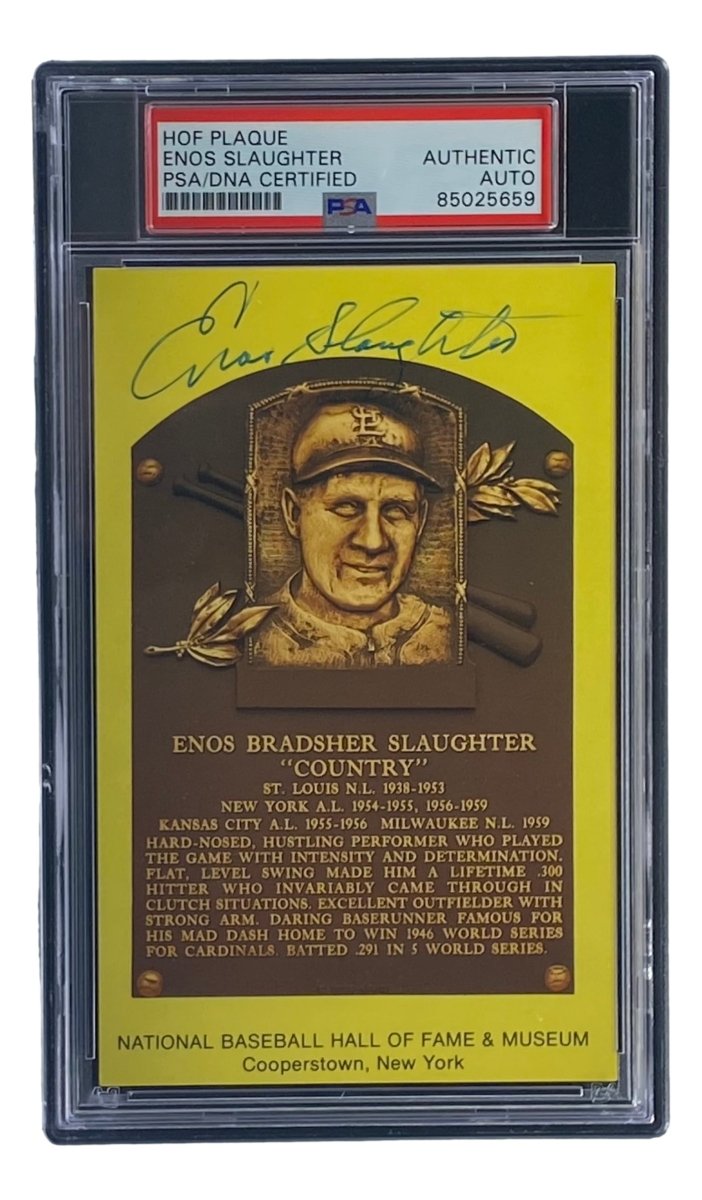 HOF PLAQUE
ENOS SLAUGHTER AUTHENTIC
PSA/DNA CERTIFIED AUTO
PSA 85025659
Enos Slaughter
STL
ENOS BRADSHER SLAUGHTER
"COUNTRY"
ST. LOUIS N.L. 1938-1953
NEW YORK A.L. 1954-1955, 1956-1959
KANSAS CITY A.L. 1955-1956 MILWAUKEE N.L. 1959
HARD-NOSED, HUSTLING PERFORMER WHO PLAYED
THE GAME WITH INTENSITY AND DETERMINATION.
FLAT, LEVEL SWING MADE HIM A LIFETIME .300
HITTER WHO INVARIABLY CAME THROUGH IN
CLUTCH SITUATIONS. EXCELLENT OUTFIELDER WITH
STRONG ARM. DARING BASERUNNER FAMOUS FOR
HIS MAD DASH HOME TO WIN 1946 WORLD SERIES
FOR CARDINALS. BATTED .291 IN 5 WORLD SERIES.
NATIONAL BASEBALL HALL OF FAME & MUSEUM
Cooperstown, New York